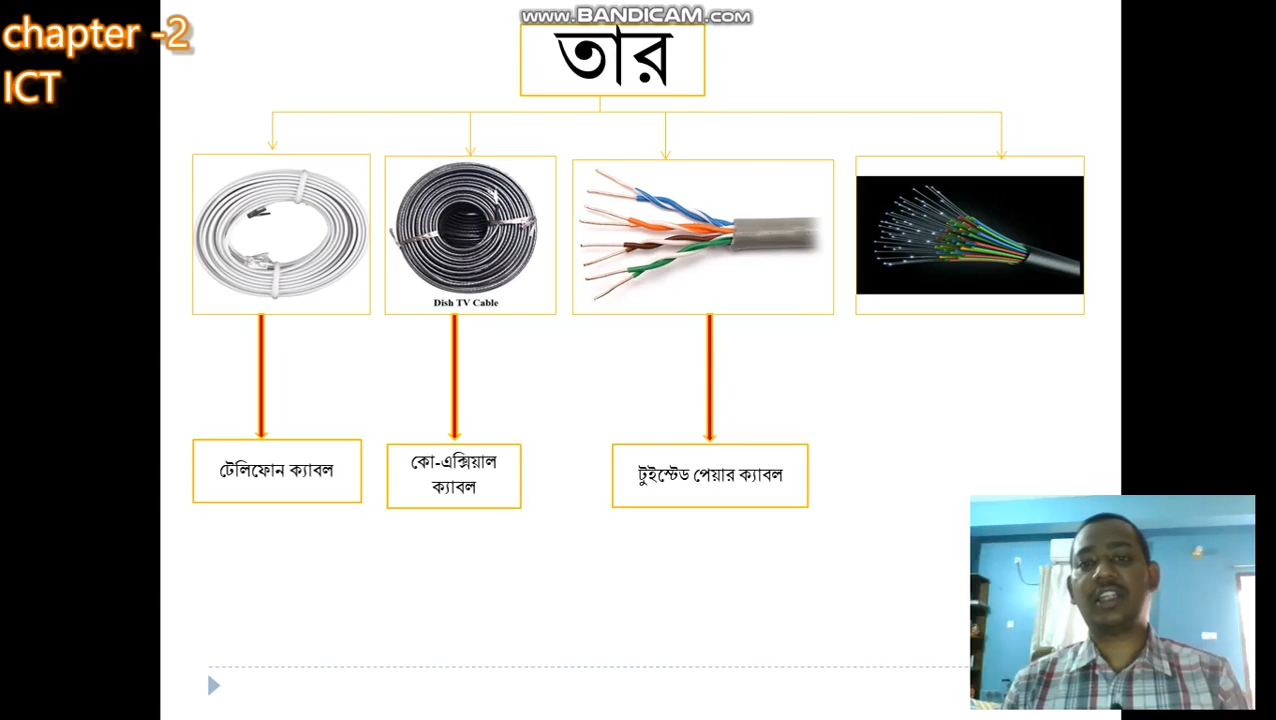 www.BANDICAM.com
chapter -2
ICT
তার
Dish TV Cable
টেলিফোন ক্যাবল
কো-এক্সিয়াল
ক্যাবল
টুইস্টেড পেয়ার ক্যাবল